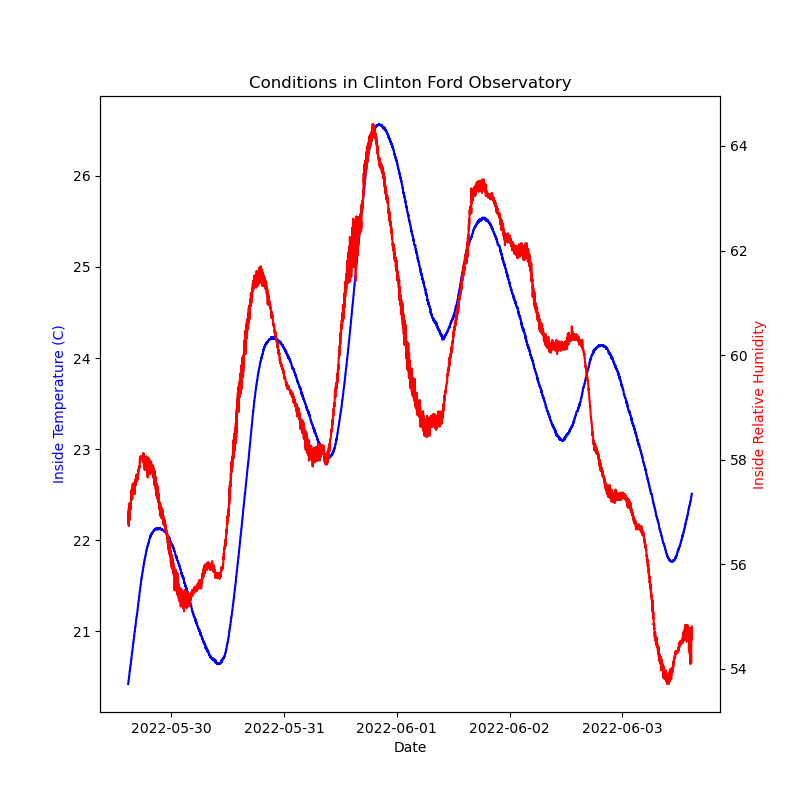 Conditions in Clinton Ford Observatory
Inside Temperature (C)
26
25
24
23
22
21
64
62
60
58
56
54
Inside Relative Humidity
2022-05-30 2022-05-31 2022-06-01 2022-06-02 2022-06-03
Date